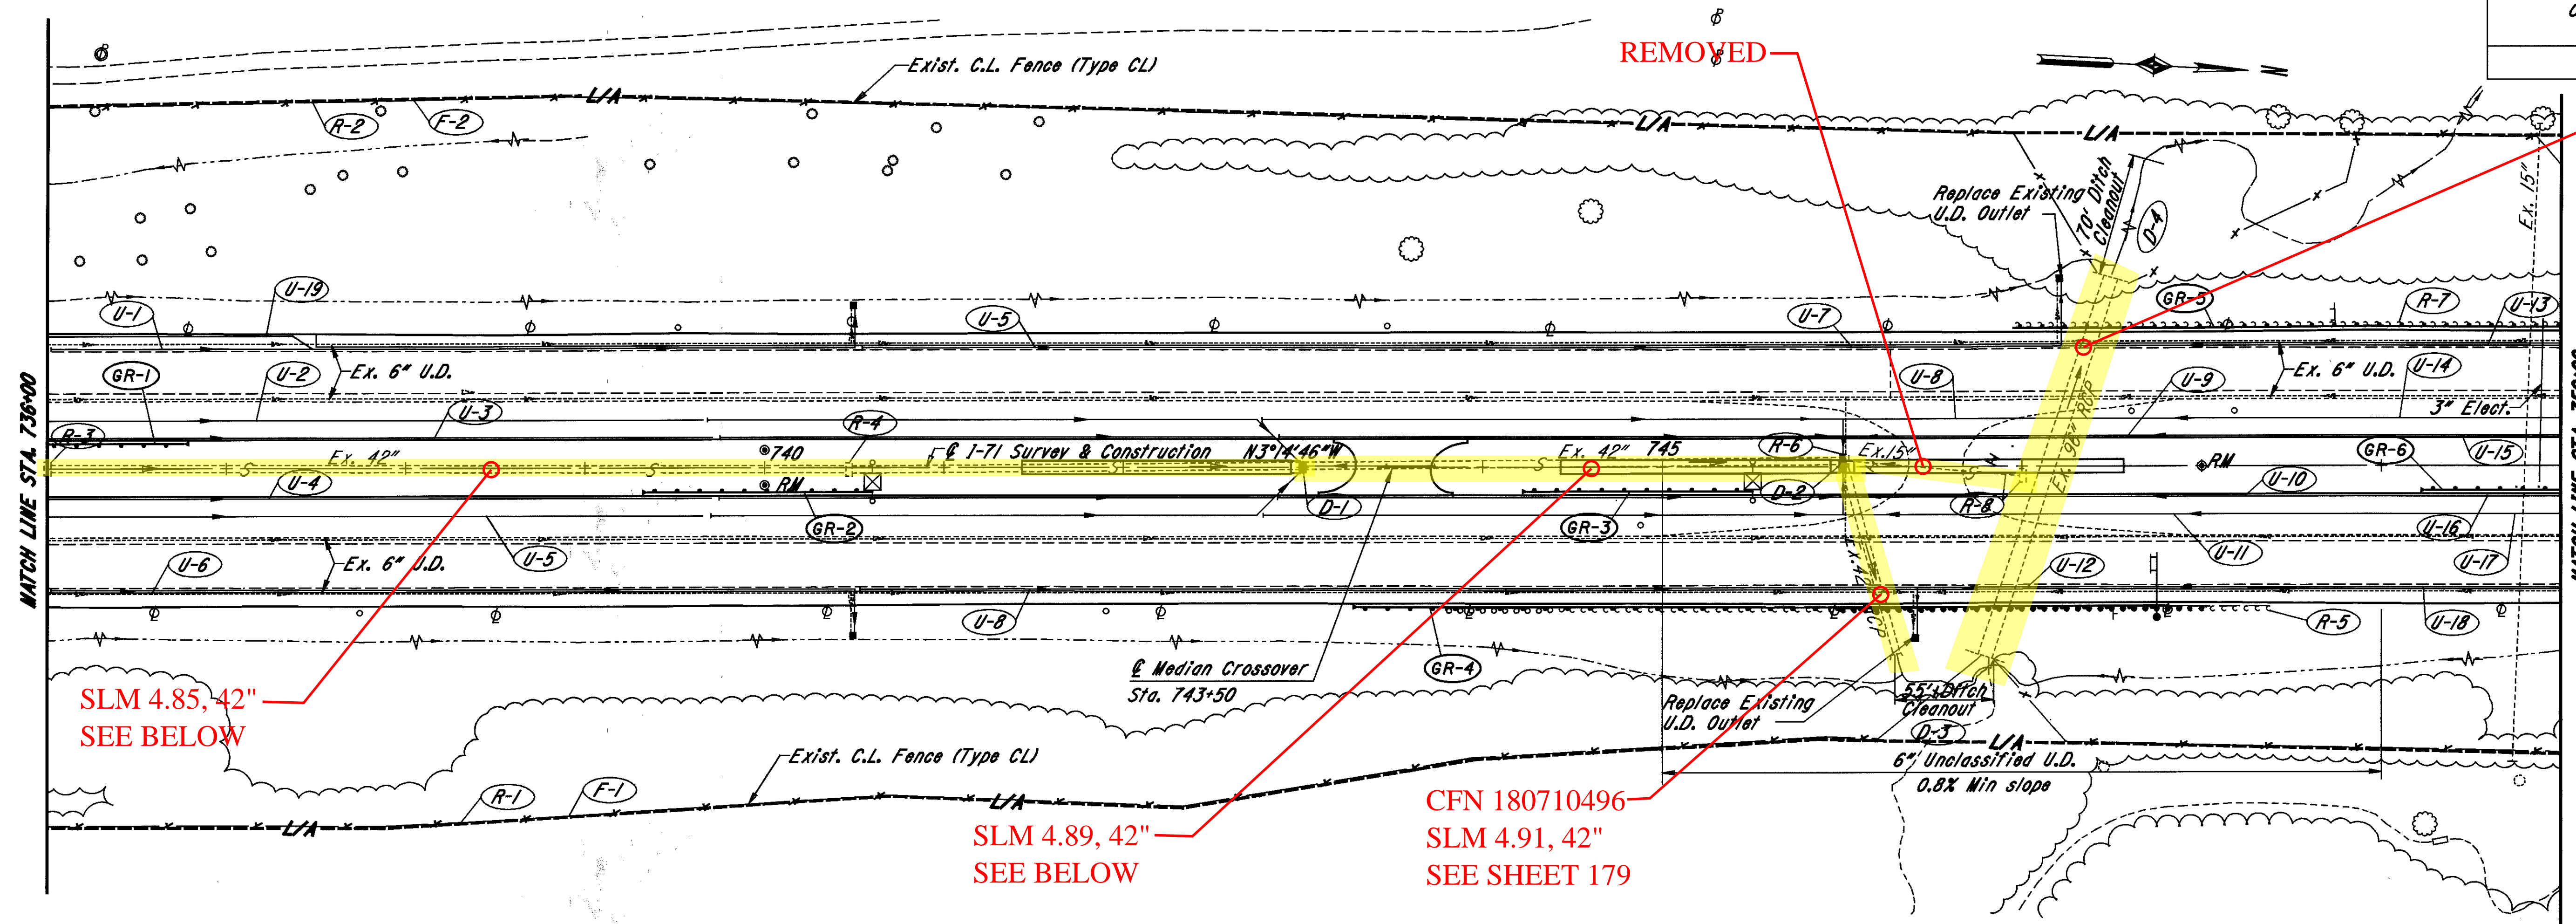 REMOVED
Exist. C.L. Fence (Type CL)
L/A
L/A
L/A
R-2
F-2
Replace Existing
U.D. Outlet
70' Ditch
Cleanout
D-4
Ex. 15"
U-19
U-1
U-5
U-7
GR-5
R-7
U-13
MATCH LINE STA. 736+00
GR-1
U-2
Ex. 6" U.D.
U-8
U-9
Ex. 6" U.D.
U-14
3" Elect.
R-3
U-3
R-4
Ex. 42"
740
℄ I-71 Survey & Construction N3°14'46"W
Ex. 42"
745
R-6
Ex.15"
Ex. 96" RCP
RM
GR-6
U-15
U-4
RM
D-1
D-2
R-8
U-10
GR-2
GR-3
U-16
U-6
Ex. 6" U.D.
U-5
U-11
U-12
U-17
U-8
R-5
U-18
℄ Median Crossover
Sta. 743+50
GR-4
SLM 4.85, 42"
SEE BELOW
Replace Existing
U.D. Outlet
55' Ditch
Cleanout
D-3
L/A
6" Unclassified U.D.
0.8% Min slope
Exist. C.L. Fence (Type CL)
R-1
F-1
L/A
L/A
SLM 4.89, 42"
SEE BELOW
CFN 180710496
SLM 4.91, 42"
SEE SHEET 179